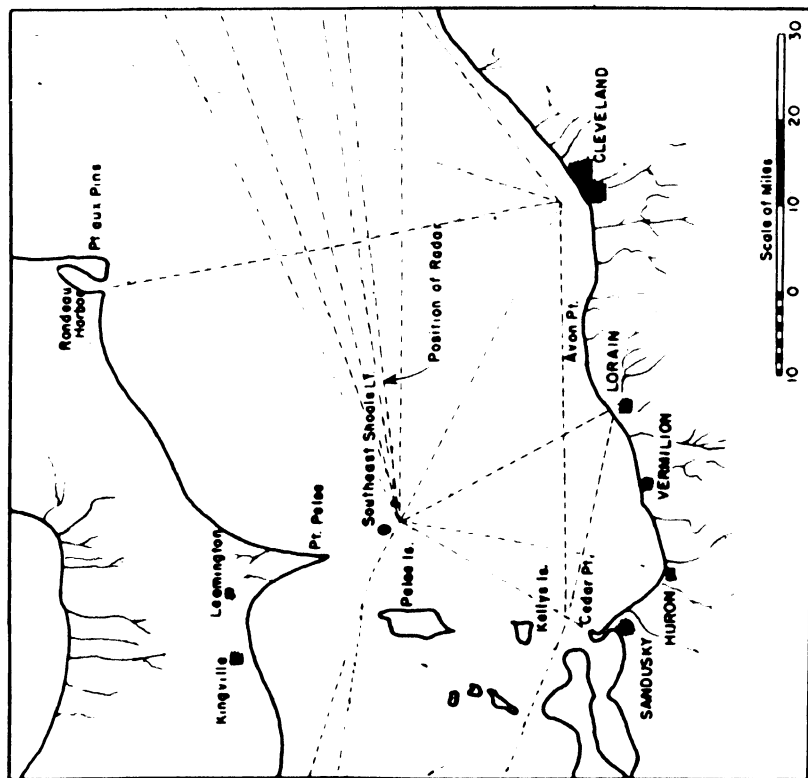 Rondeau
Harbor
Pt aux Pins
Leamington
Kingsville
Pt. Pelee
Southeast Shoals LT
Position of Radar
Pelee Is.
Kellys Is.
Cedar Pt.
Avon Pt.
CLEVELAND
LORAIN
VERMILION
HURON
SANDUSKY
Scale of Miles
10 0 10 20 30